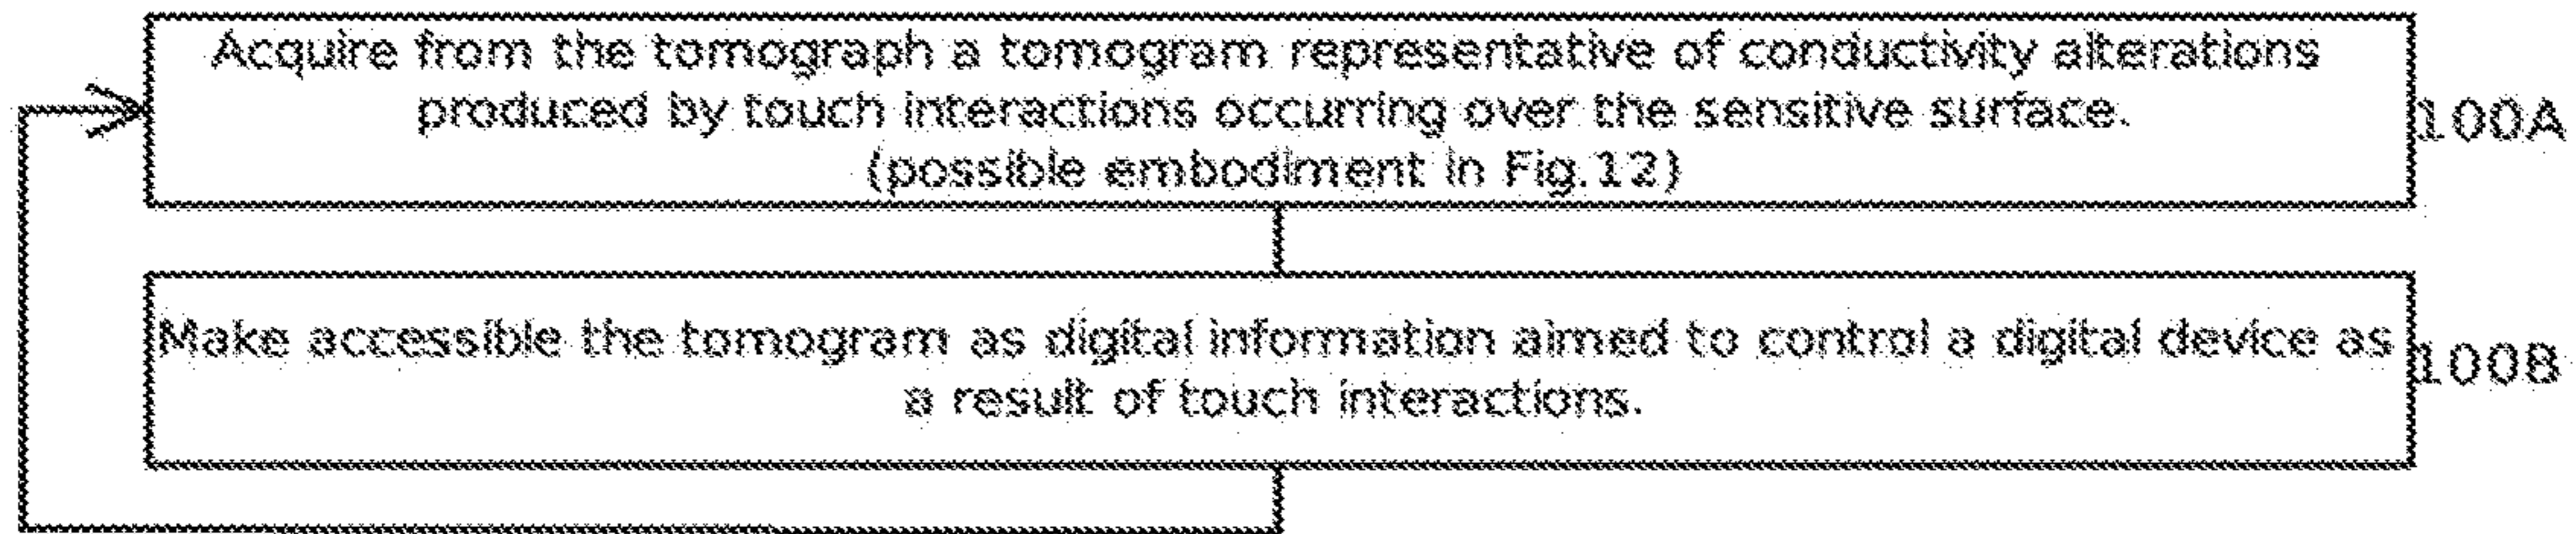 Acquire from the tomograph a tomogram representative of conductivity alterations
produced by touch interactions occurring over the sensitive surface.
(possible embodiment in Fig.12)
100A
Make accessible the tomogram as digital information aimed to control a digital device as
a result of touch interactions.
100B